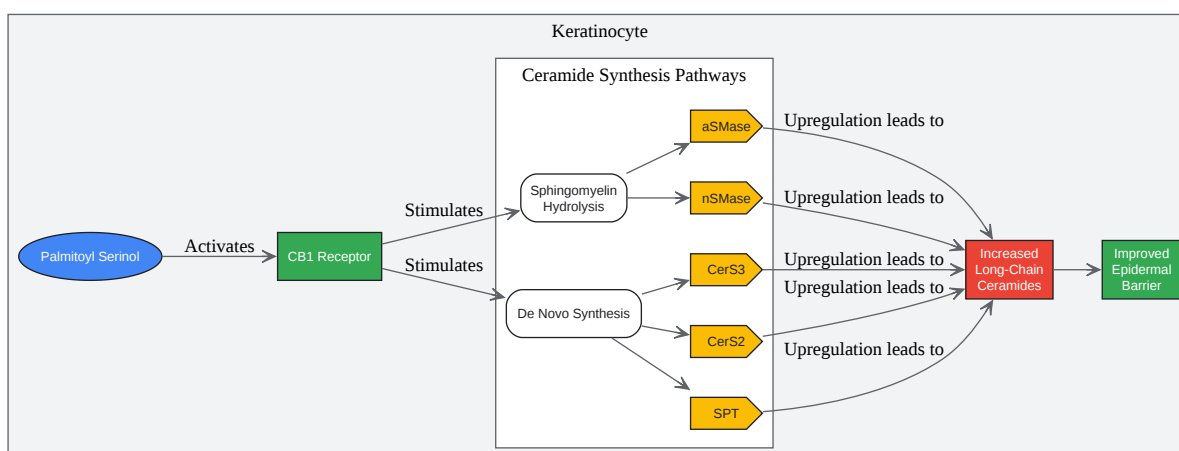 Keratinocyte
Ceramide Synthesis Pathways
aSMase
Upregulation leads to
Sphingomyelin
Hydrolysis
nSMase
Upregulation leads to
Stimulates
Palmitoyl Serinol
Activates
CB1 Receptor
Stimulates
CerS3
Upregulation leads to
Upregulation leads to
Increased
Long-Chain
Ceramides
Improved
Epidermal
Barrier
De Novo Synthesis
CerS2
Upregulation leads to
SPT